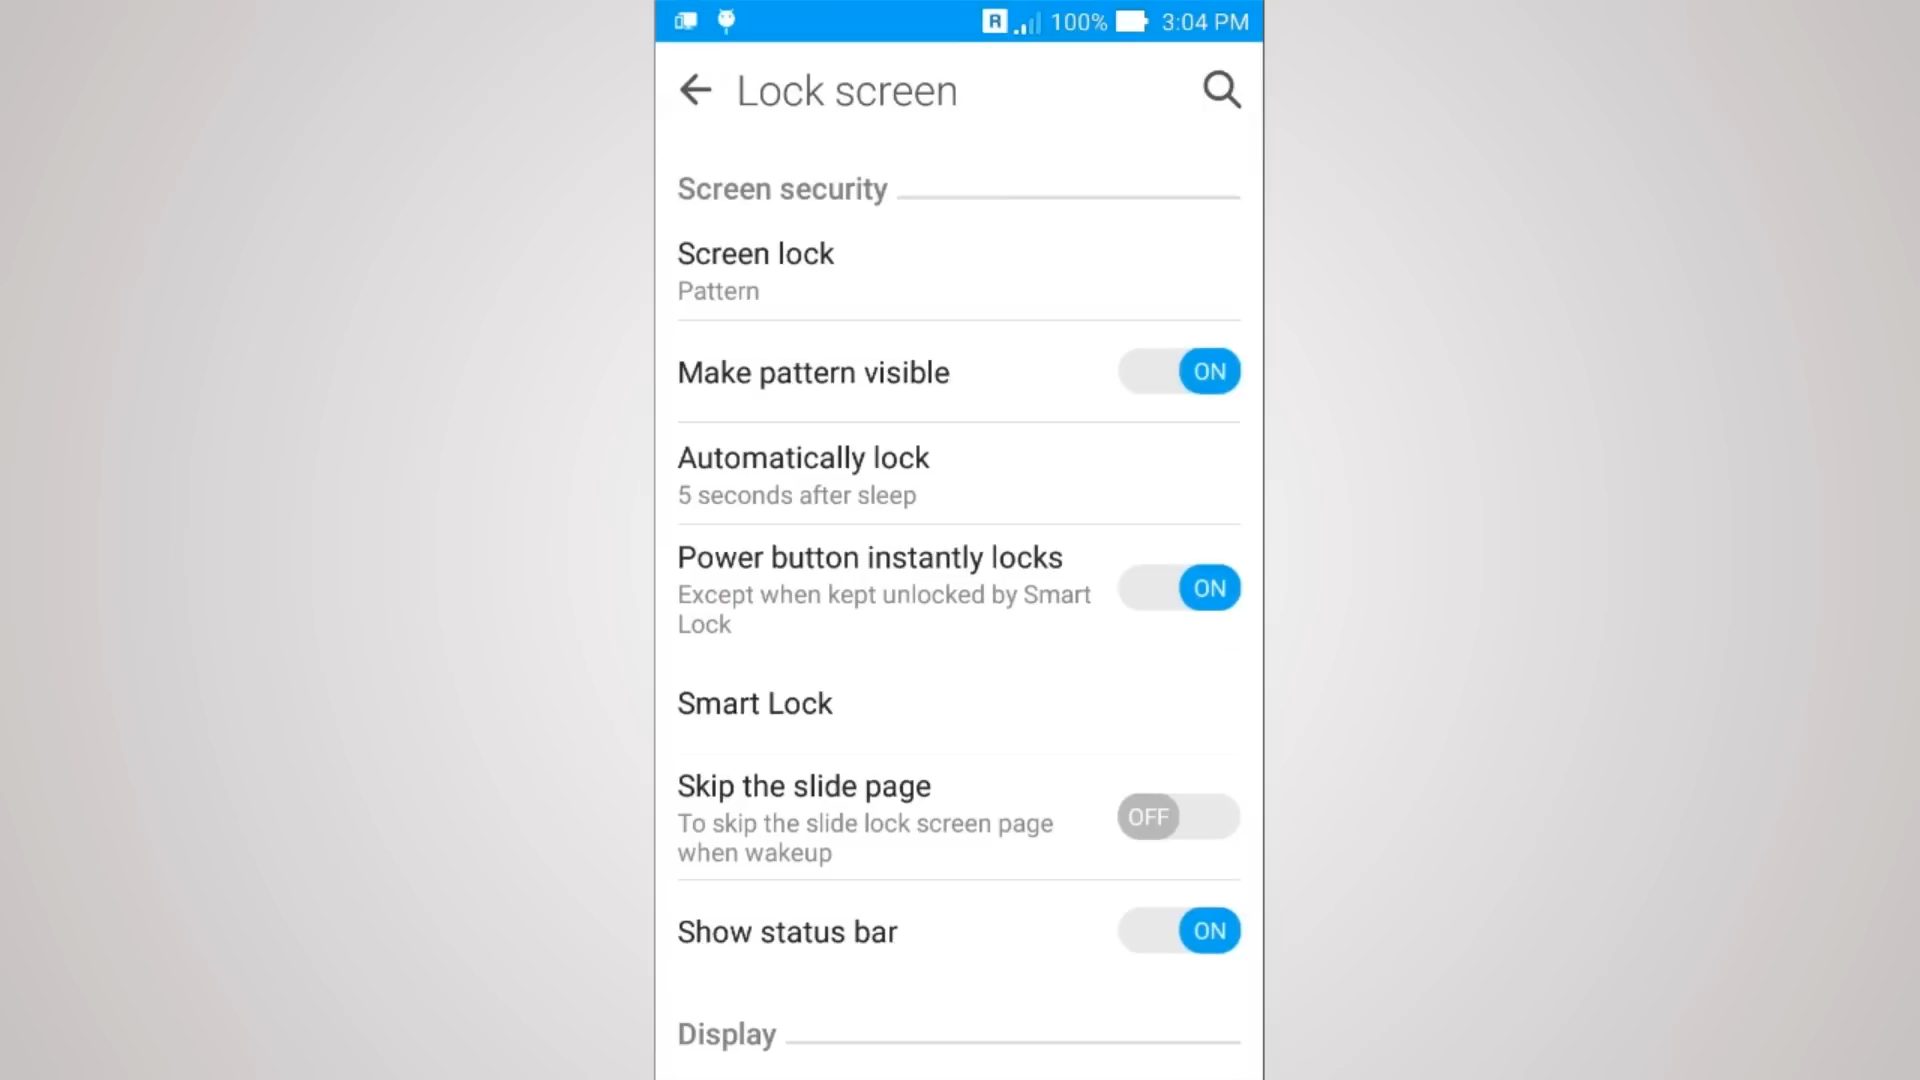 R 100% 3:04 PM
Lock screen
Screen security
Screen lock
Pattern
Make pattern visible ON
Automatically lock
5 seconds after sleep
Power button instantly locks
Except when kept unlocked by Smart
Lock
ON
Smart Lock
Skip the slide page
To skip the slide lock screen page
when wakeup
OFF
Show status bar ON
Display